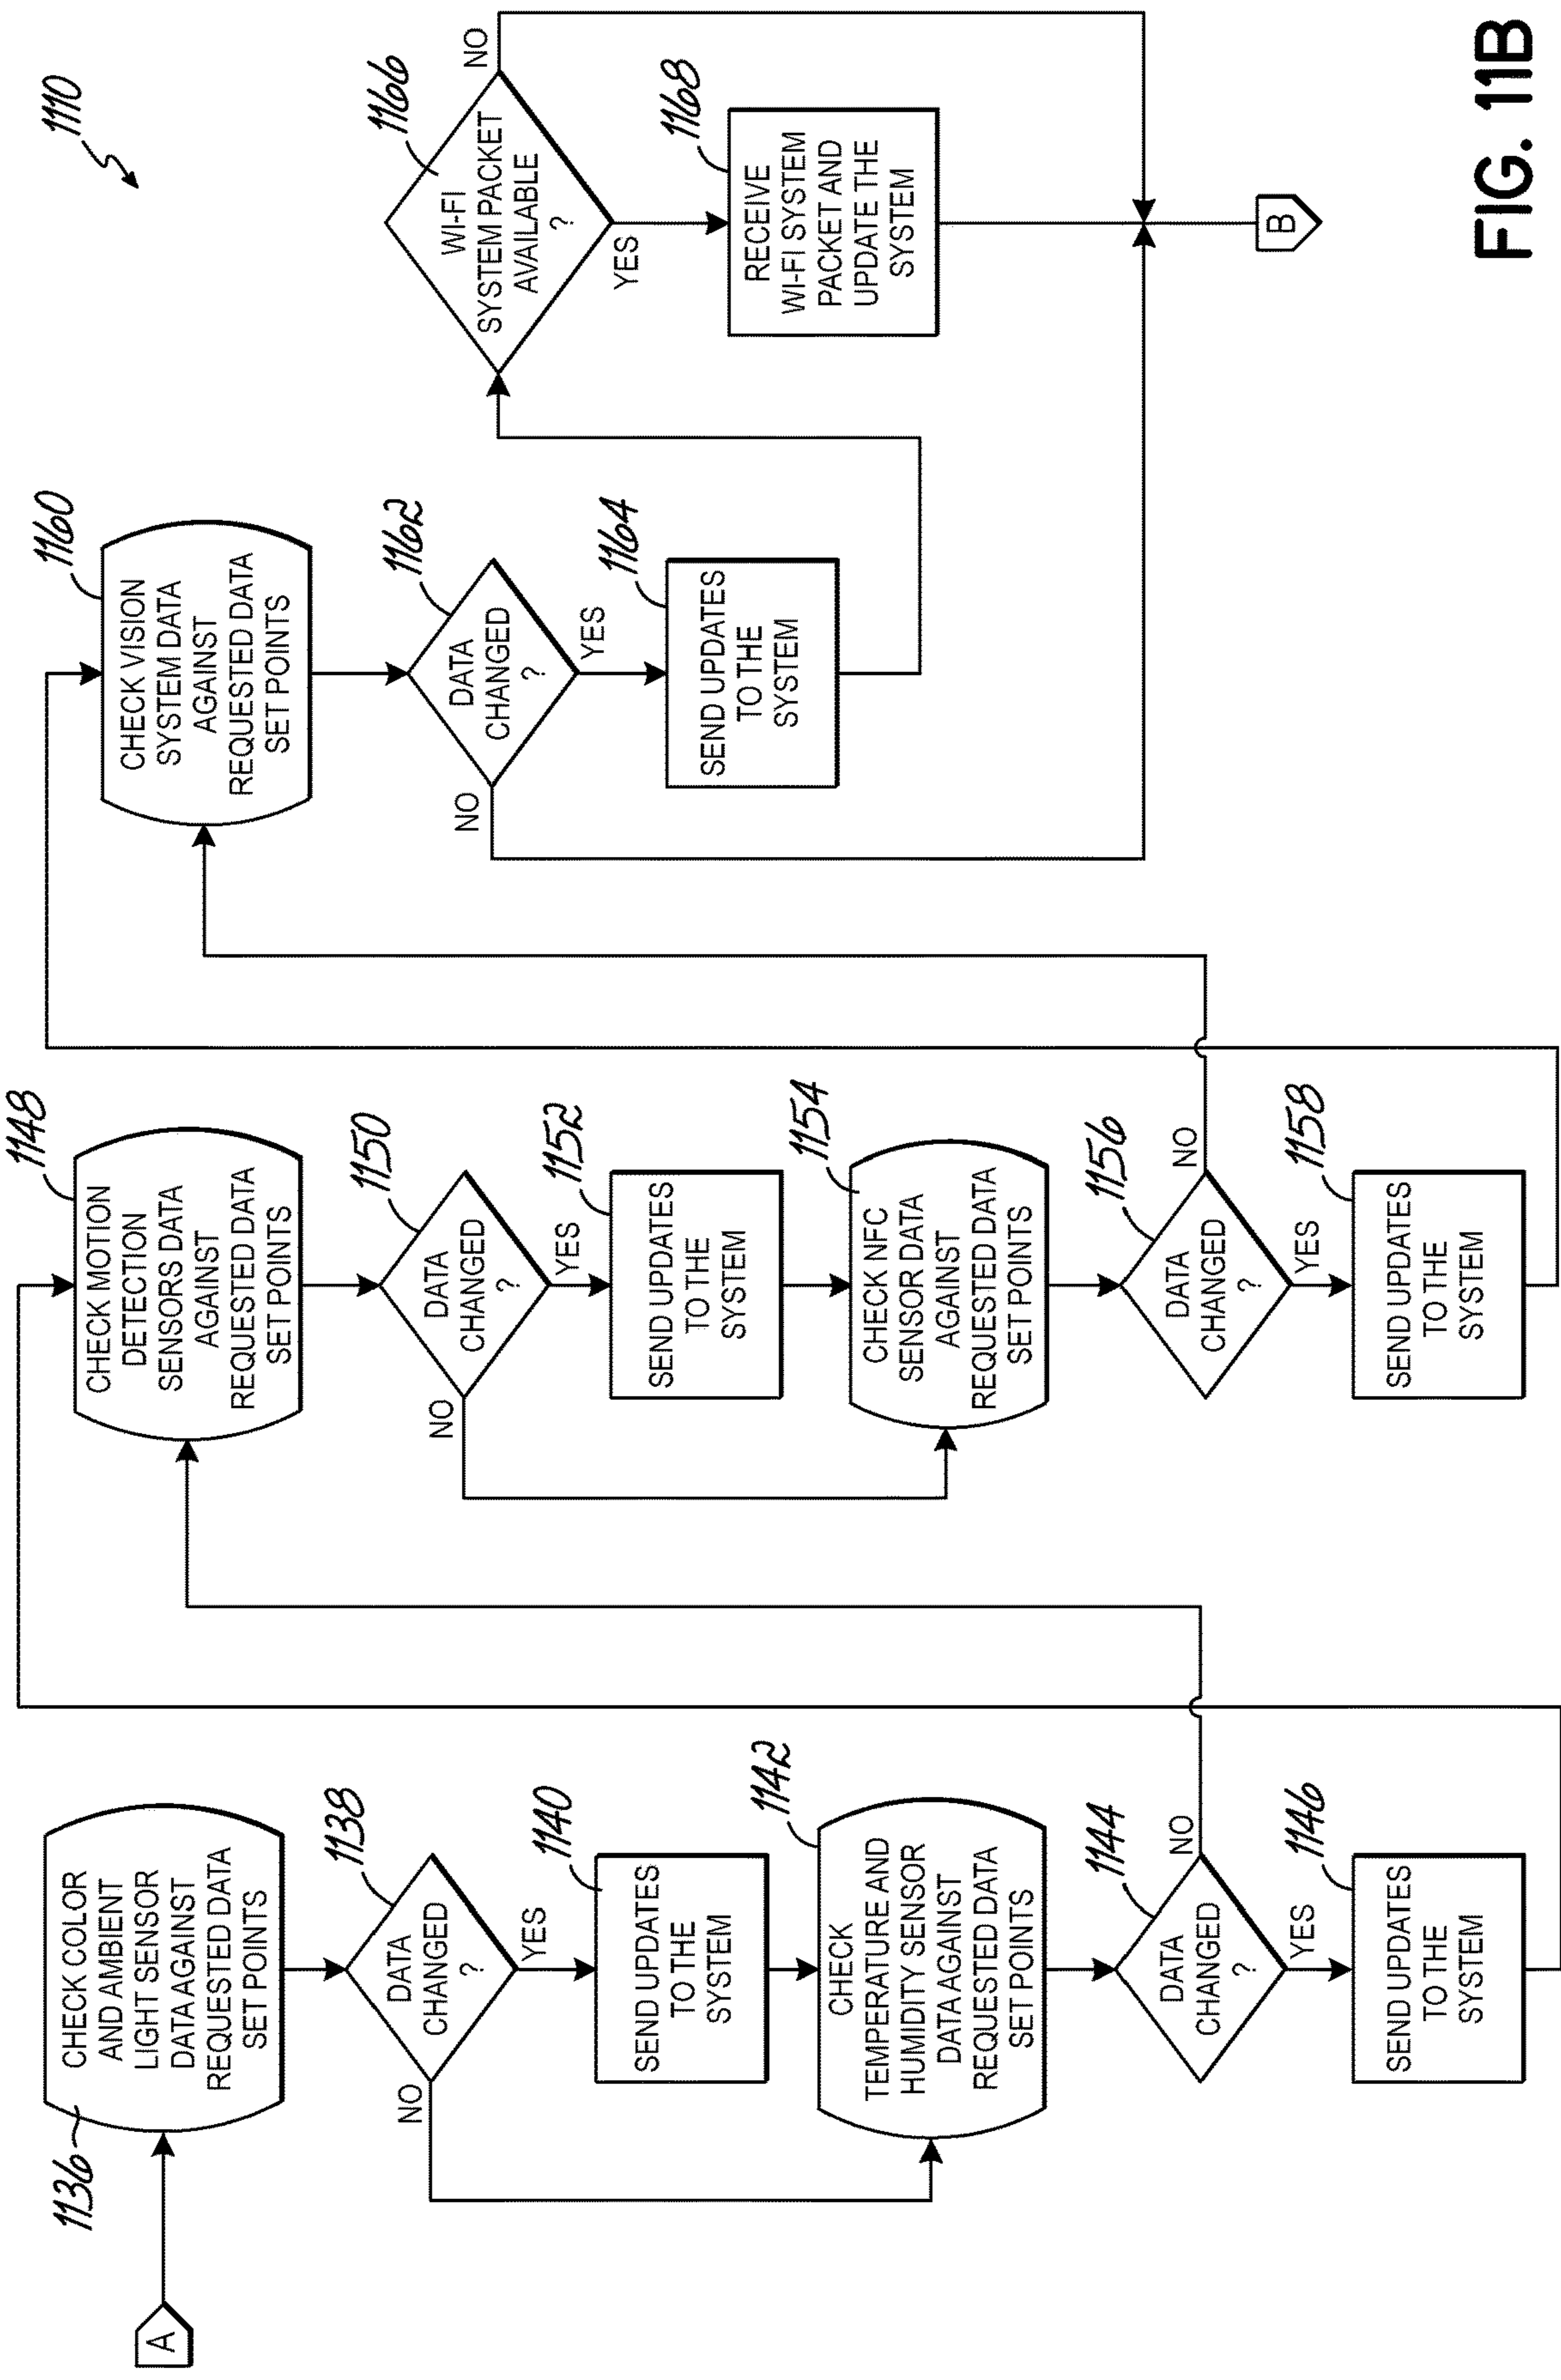 1110
A
1136
CHECK COLOR
AND AMBIENT
LIGHT SENSOR
DATA AGAINST
REQUESTED DATA
SET POINTS
1138
DATA
CHANGED
?
NO
YES
1140
SEND UPDATES
TO THE
SYSTEM
1142
CHECK
TEMPERATURE AND
HUMIDITY SENSOR
DATA AGAINST
REQUESTED DATA
SET POINTS
1144
DATA
CHANGED
?
NO
YES
1146
SEND UPDATES
TO THE
SYSTEM
1148
CHECK MOTION
DETECTION
SENSORS DATA
AGAINST
REQUESTED DATA
SET POINTS
1150
DATA
CHANGED
?
NO
YES
1152
SEND UPDATES
TO THE
SYSTEM
1154
CHECK NFC
SENSOR DATA
AGAINST
REQUESTED DATA
SET POINTS
1156
DATA
CHANGED
?
NO
YES
1158
SEND UPDATES
TO THE
SYSTEM
1160
CHECK VISION
SYSTEM DATA
AGAINST
REQUESTED DATA
SET POINTS
1162
DATA
CHANGED
?
NO
YES
1164
SEND UPDATES
TO THE
SYSTEM
1166
WI-FI
SYSTEM PACKET
AVAILABLE
?
NO
YES
1168
RECEIVE
WI-FI SYSTEM
PACKET AND
UPDATE THE
SYSTEM
B
FIG. 11B